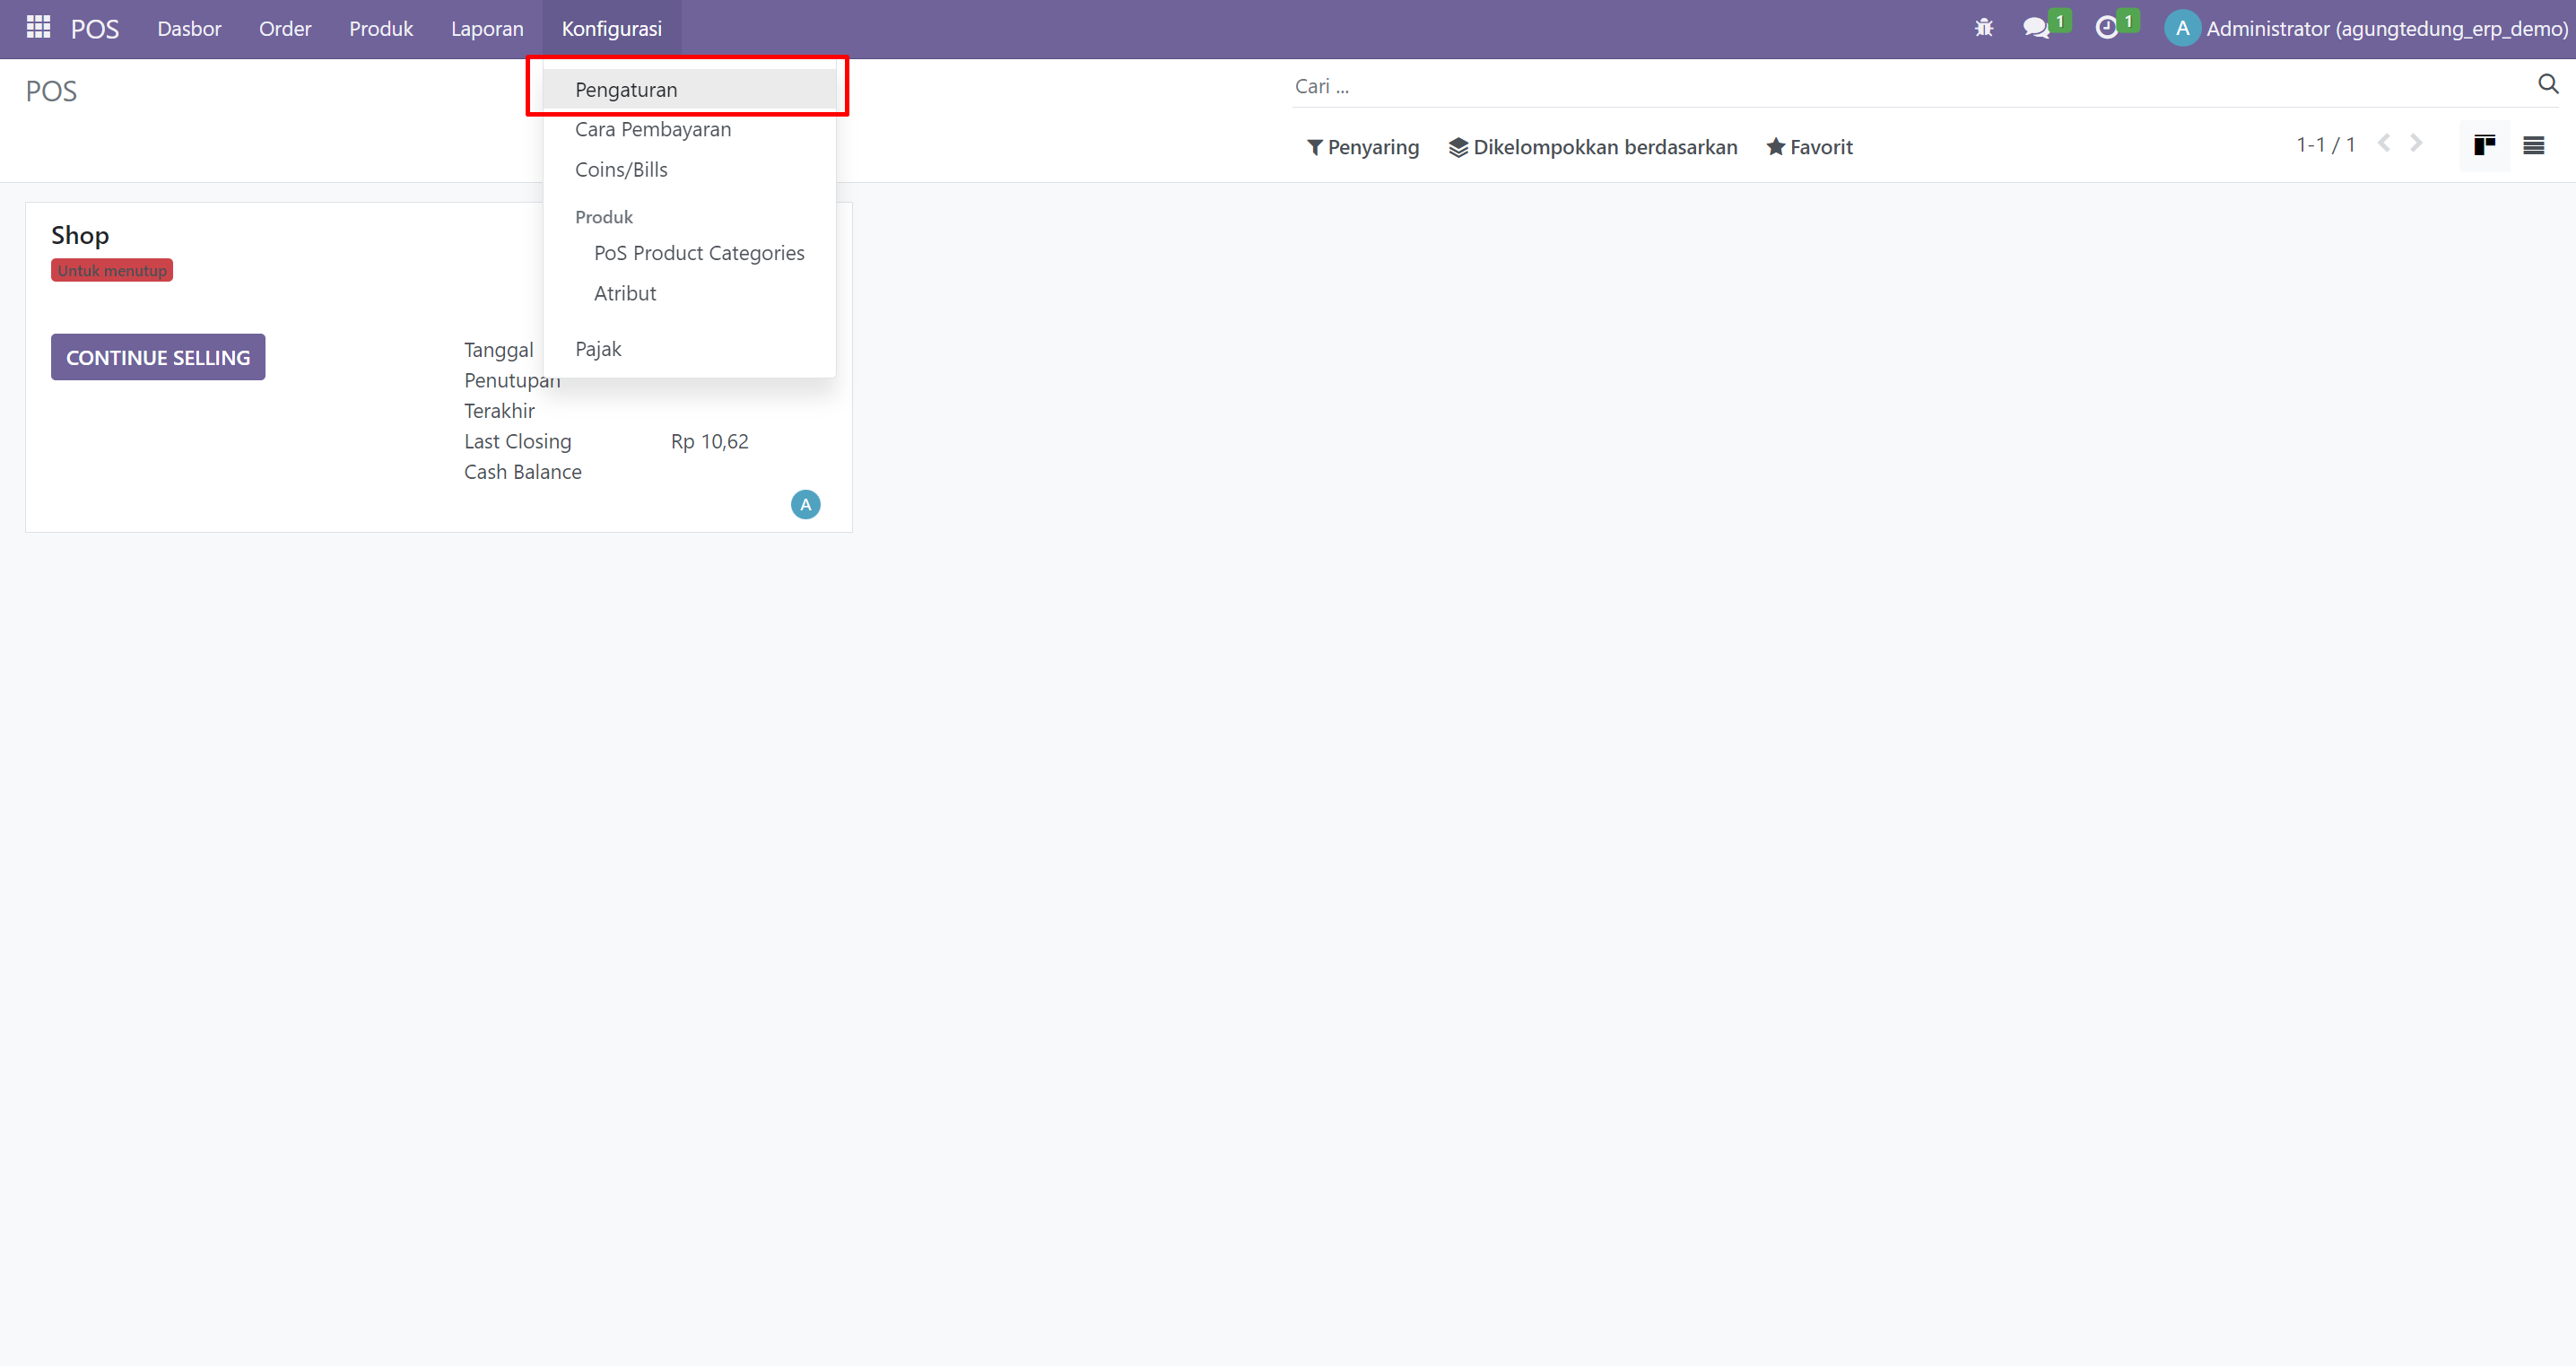 POS Dasbor Order Produk Laporan Konfigurasi 1 1 A Administrator (agungtedung_erp_demo)
POS
Pengaturan
Cara Pembayaran
Coins/Bills
Produk
PoS Product Categories
Atribut
Pajak
Cari ...
Penyaring Dikelompokkan berdasarkan Favorit 1-1 / 1
Shop
Untuk menutup
CONTINUE SELLING
Tanggal
Penutupan
Terakhir
Last Closing Rp 10,62
Cash Balance
A